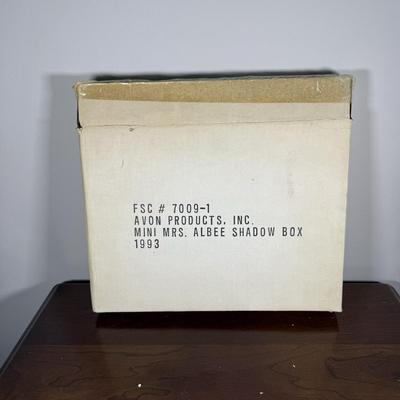 FSC # 7009-1
AVON PRODUCTS, INC.
MINI MRS. ALBEE SHADOW BOX
1993